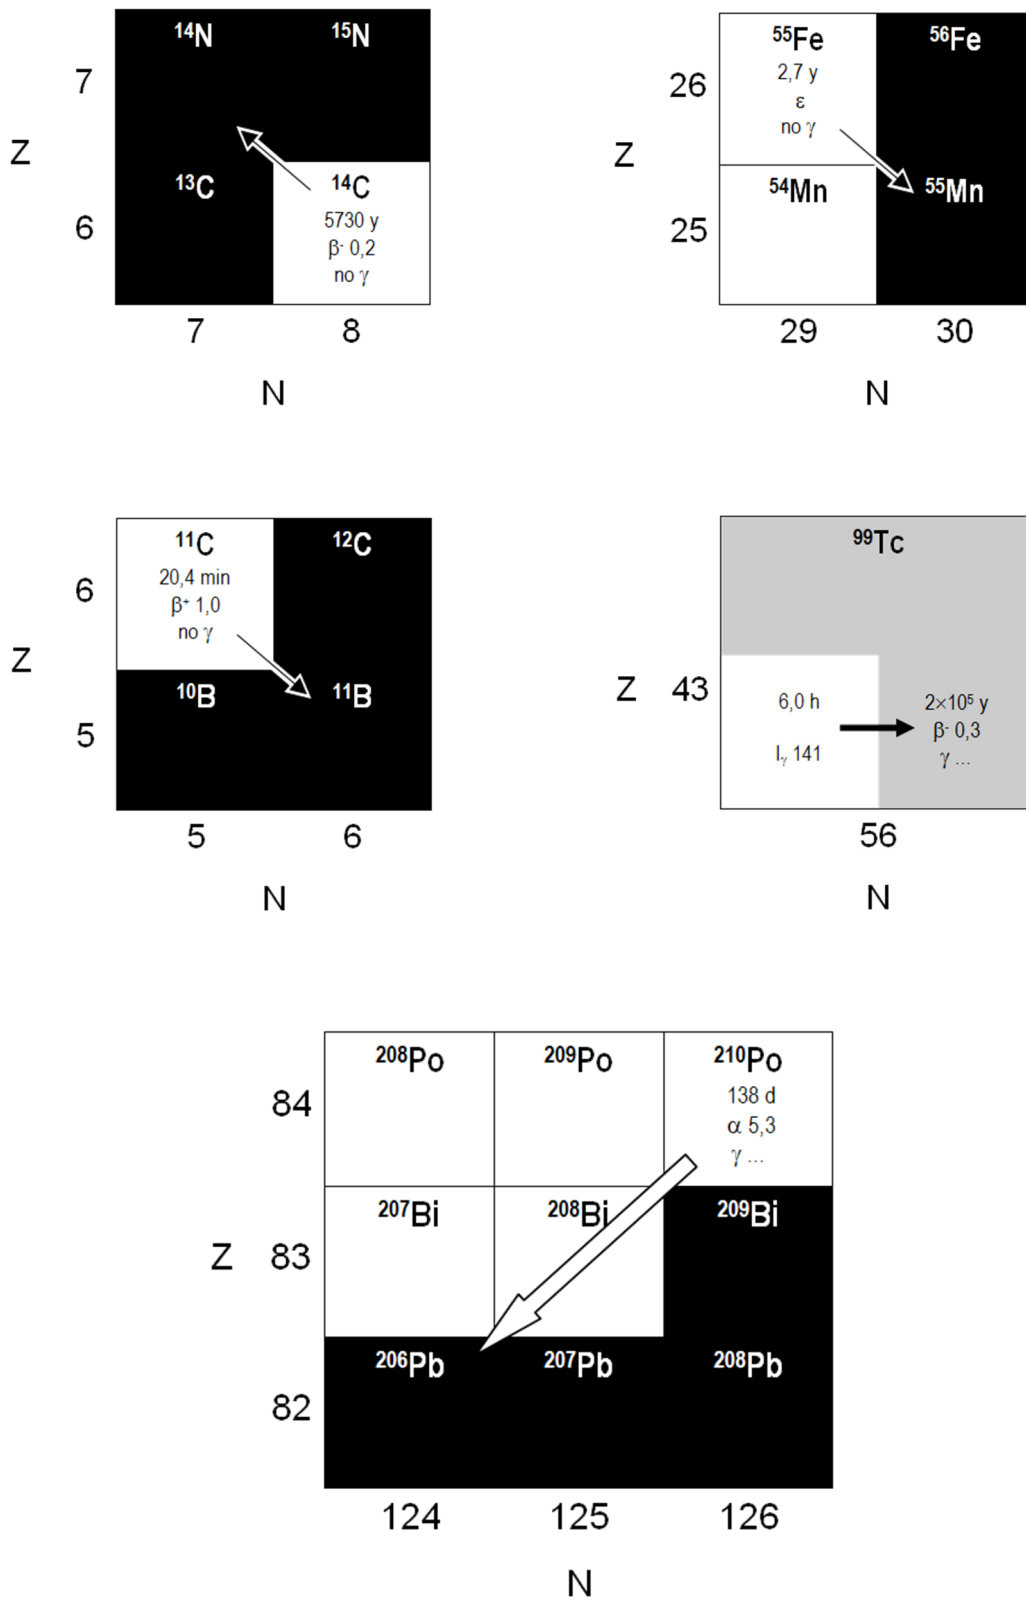 ¹⁴N ¹⁵N
7
Z
¹³C ¹⁴C
5730 y
6
β⁻ 0,2
no γ
7 8
N
⁵⁵Fe ⁵⁶Fe
2,7 y
26
ε
no γ
Z
⁵⁴Mn ⁵⁵Mn
25
29 30
N
¹¹C ¹²C
20,4 min
6
β⁺ 1,0
no γ
Z
¹⁰B ¹¹B
5
5 6
N
⁹⁹Tc
Z 43
6,0 h 2×10⁵ y
β⁻ 0,3
Iᵧ 141 γ ...
56
N
²⁰⁸Po ²⁰⁹Po ²¹⁰Po
84
138 d
α 5,3
γ ...
²⁰⁷Bi ²⁰⁸Bi ²⁰⁹Bi
Z 83
²⁰⁶Pb ²⁰⁷Pb ²⁰⁸Pb
82
124 125 126
N